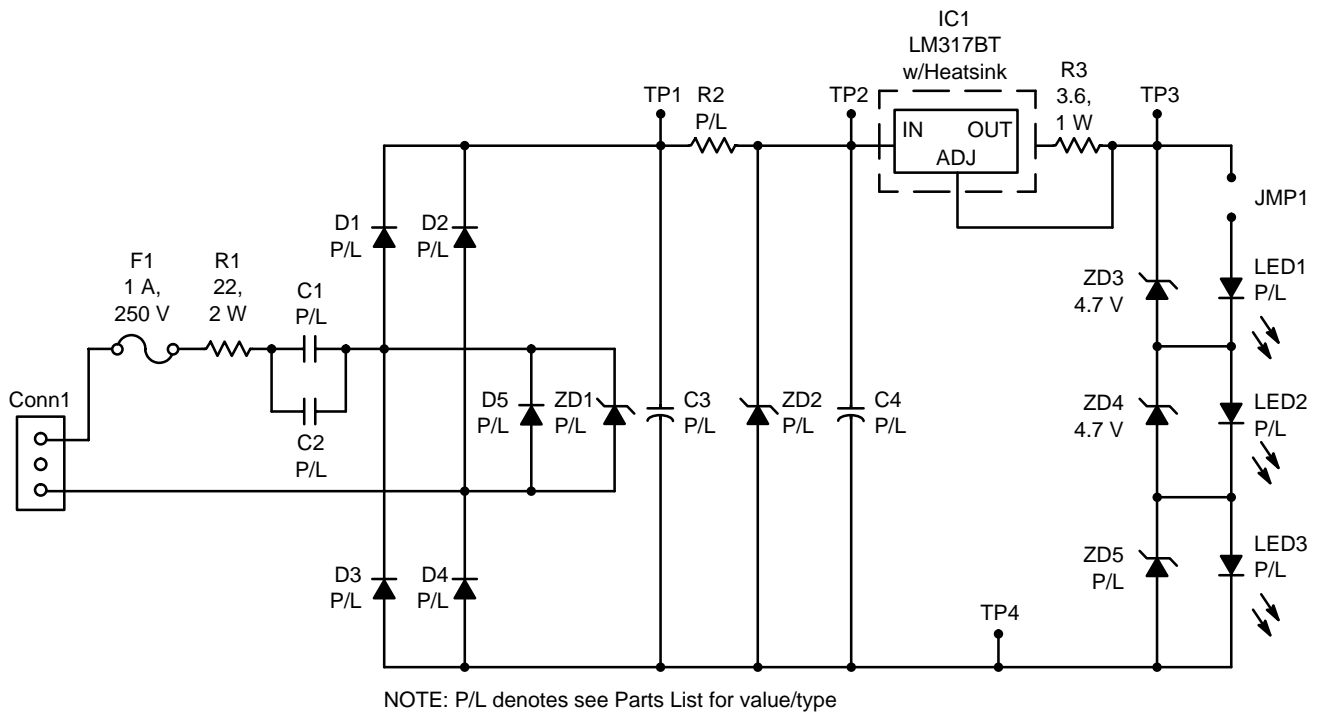 IC1
LM317BT
w/Heatsink
TP1
R2
P/L
TP2
IN OUT
ADJ
R3
3.6,
1 W
TP3
JMP1
D1
P/L
D2
P/L
F1
1 A,
250 V
R1
22,
2 W
C1
P/L
ZD3
4.7 V
LED1
P/L
Conn1
C2
P/L
D5
P/L
ZD1
P/L
C3
P/L
ZD2
P/L
C4
P/L
ZD4
4.7 V
LED2
P/L
D3
P/L
D4
P/L
ZD5
P/L
LED3
P/L
TP4
NOTE: P/L denotes see Parts List for value/type